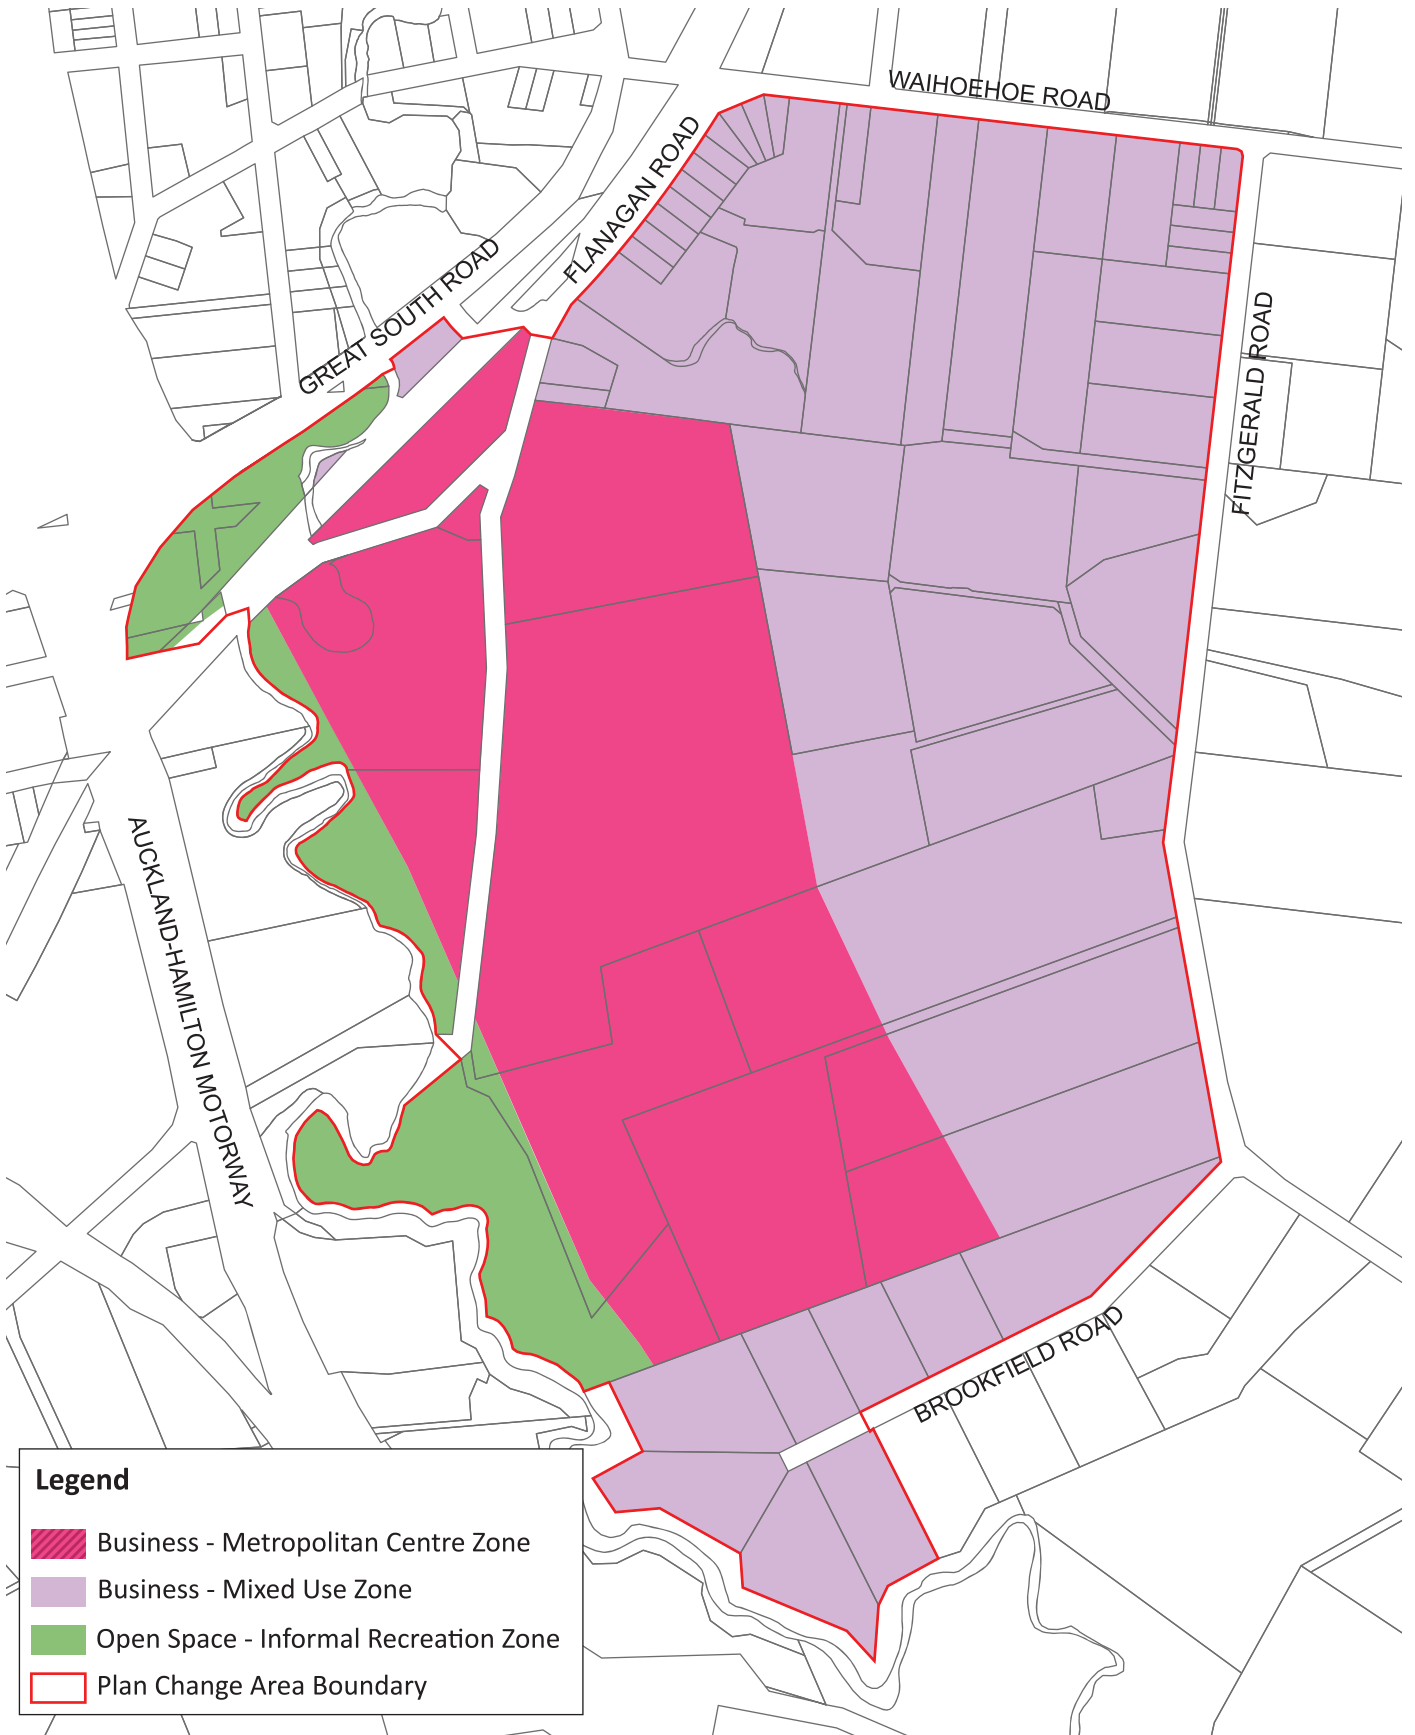 WAIHOEHOE ROAD
FLANAGAN ROAD
GREAT SOUTH ROAD
FITZGERALD ROAD
AUCKLAND-HAMILTON MOTORWAY
BROOKFIELD ROAD
Legend
Business - Metropolitan Centre Zone
Business - Mixed Use Zone
Open Space - Informal Recreation Zone
Plan Change Area Boundary